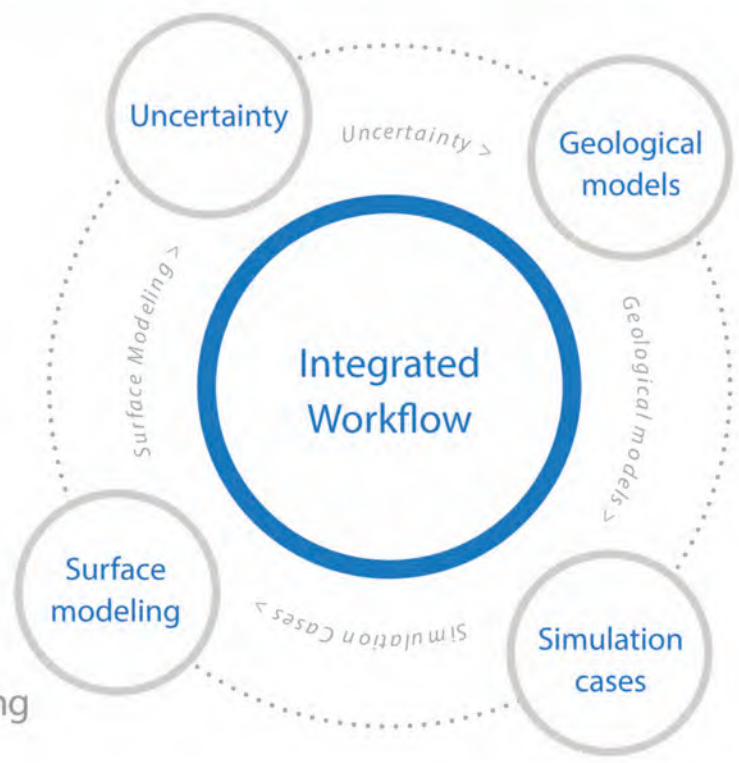 Uncertainty
Uncertainty >
Geological
models
Surface Modeling >
Integrated
Workflow
Geological models >
Surface
modeling
Simulation Cases >
Simulation
cases